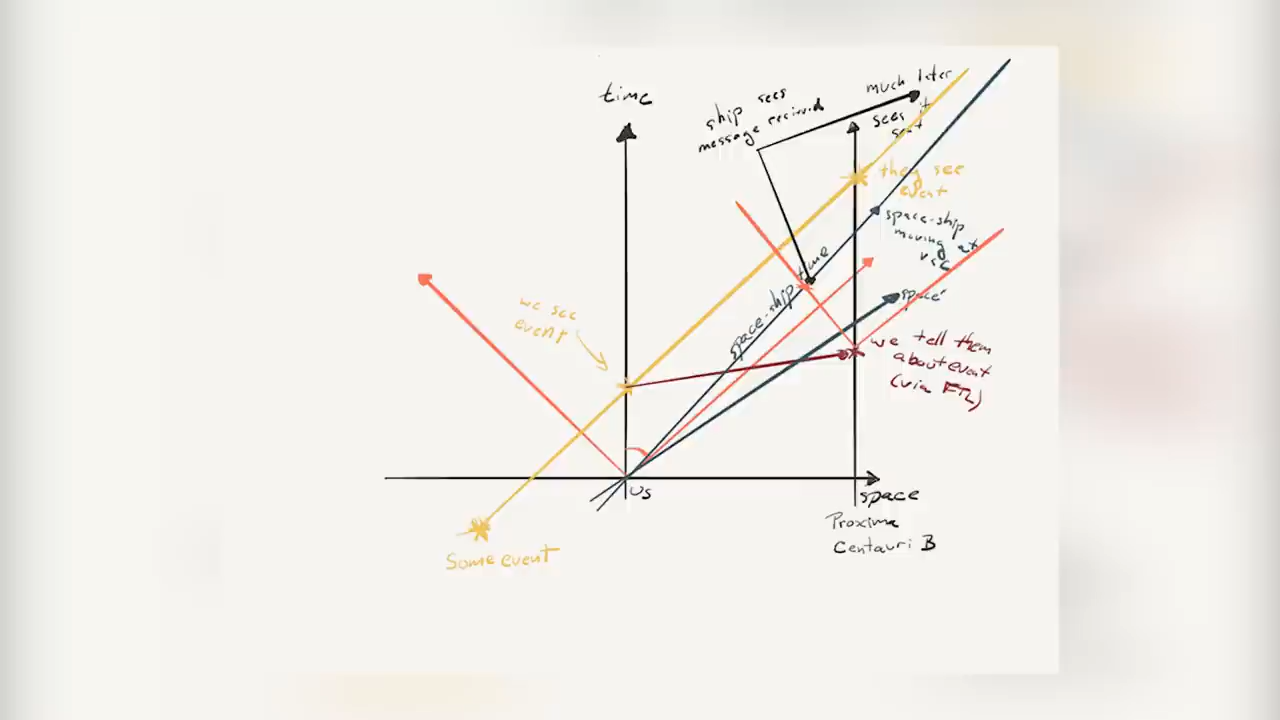 time
ship sees
message recieved
much later
sees it
sent
they see
event
space-ship
moving at
v≤c
space-ship time
space'
we see
event
we tell them
about event
(via FTL)
us
space
Proxima
Centauri B
Some event